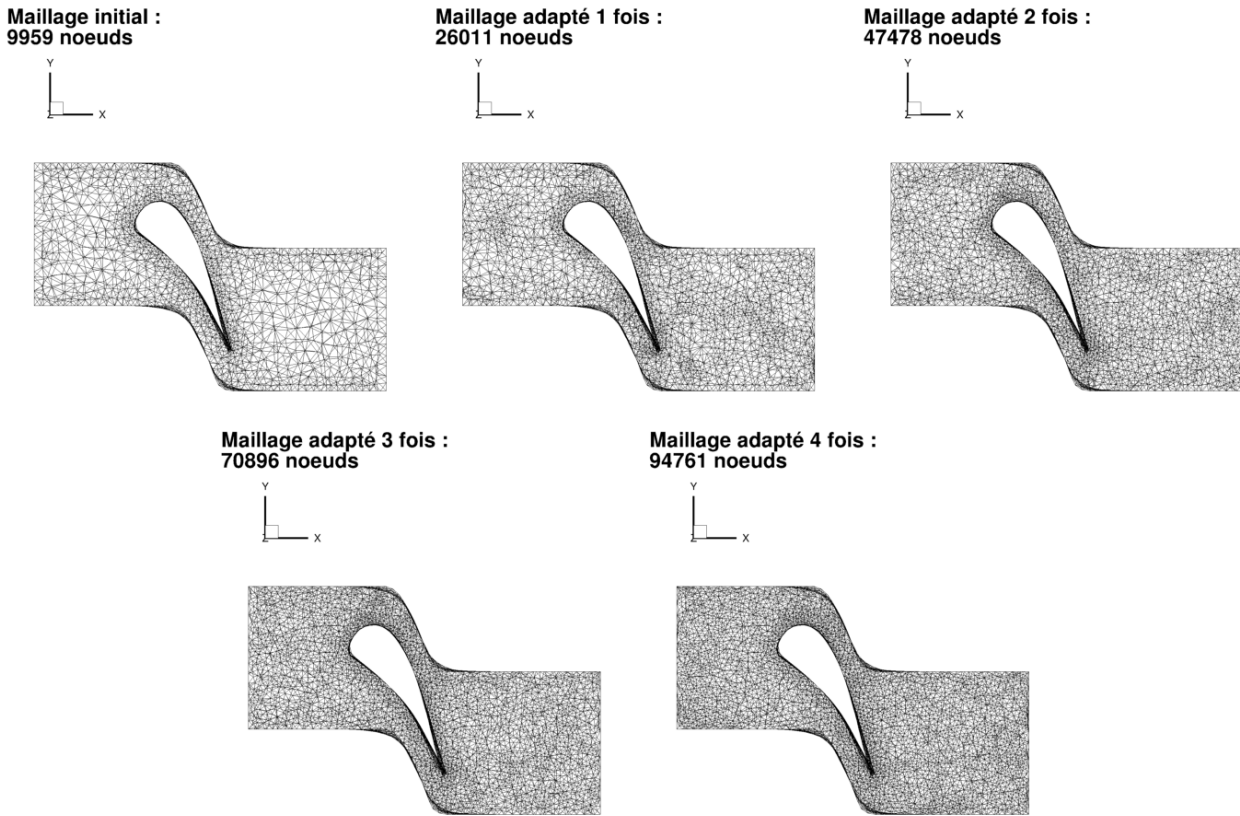 Maillage initial :
9959 noeuds
Maillage adapté 1 fois :
26011 noeuds
Maillage adapté 2 fois :
47478 noeuds
Y
Z
X
Y
Z
X
Y
Z
X
Maillage adapté 3 fois :
70896 noeuds
Maillage adapté 4 fois :
94761 noeuds
Y
Z
X
Y
Z
X